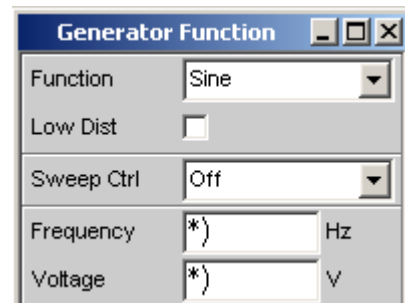 Generator Function
Function Sine
Low Dist
Sweep Ctrl Off
Frequency *) Hz
Voltage *) V